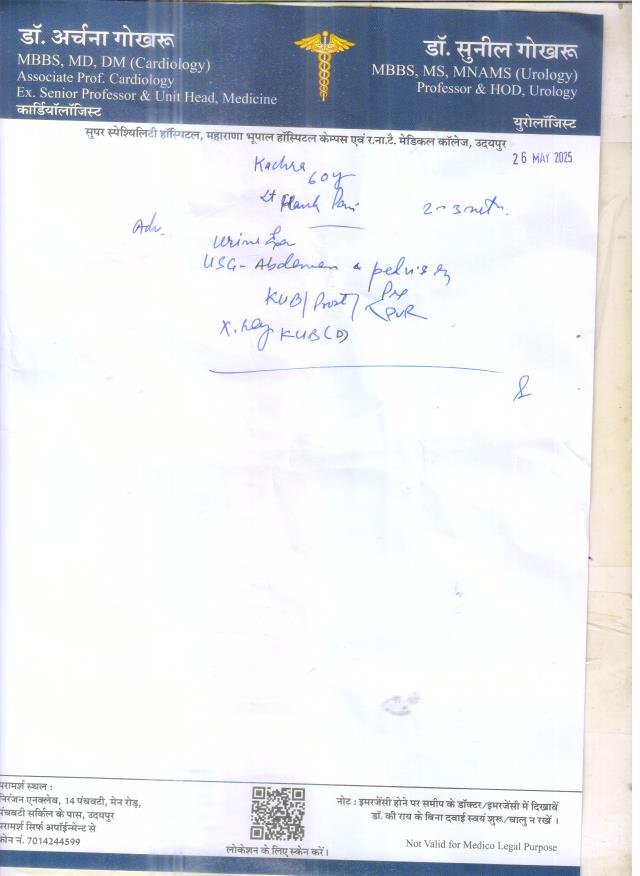 डॉ. अर्चना गोखरू
MBBS, MD, DM (Cardiology)
Associate Prof. Cardiology
Ex. Senior Professor & Unit Head, Medicine
कार्डियॉलॉजिस्ट
डॉ. सुनील गोखरू
MBBS, MS, MNAMS (Urology)
Professor & HOD, Urology
युरोलॉजिस्ट
सुपर स्पेश्यिलिटी हॉस्पिटल, महाराणा भूपाल हॉस्पिटल केम्पस एवं र.ना.टै. मेडिकल कॉलेज, उदयपुर
26 MAY 2025
Kachra
60y
Lt Flank Pain 2-3
Adv.
Urine
USG- Abdomen & pelvis
KUB/Prost/ Pre
PVR
X. Ray KUB (D)
परामर्श स्थल :
निरंजन एनक्लेव, 14 पंचवटी, मेन रोड़,
पंचवटी सर्किल के पास, उदयपुर
परामर्श सिर्फ अपॉईन्मेन्ट से
फोन नं. 7014244599
लोकेशन के लिए स्केन करें।
नोट : इमरजेंसी होने पर समीप के डॉक्टर/इमरजेंसी में दिखावें
डॉ. की राय के बिना दवाई स्वयं शुरू/चालु न रखें ।
Not Valid for Medico Legal Purpose